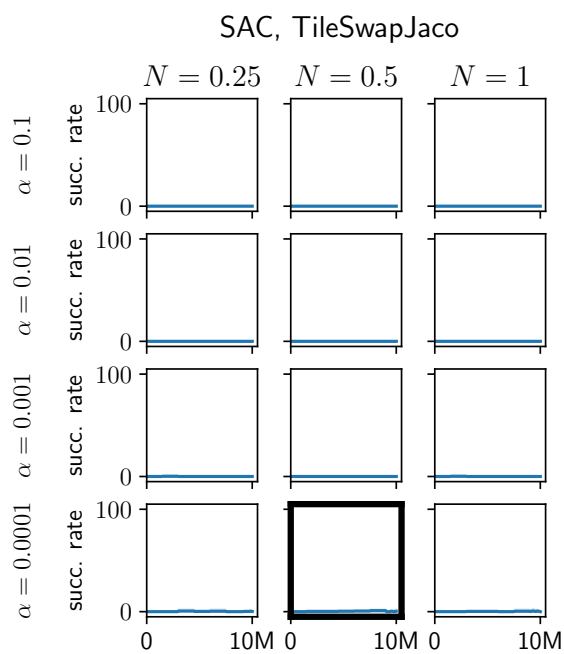 SAC, TileSwapJaco
N = 0.25 N = 0.5 N = 1
α = 0.1 succ. rate 100 0
α = 0.01 succ. rate 100 0
α = 0.001 succ. rate 100 0
α = 0.0001 succ. rate 100 0
0 10M 0 10M 0 10M